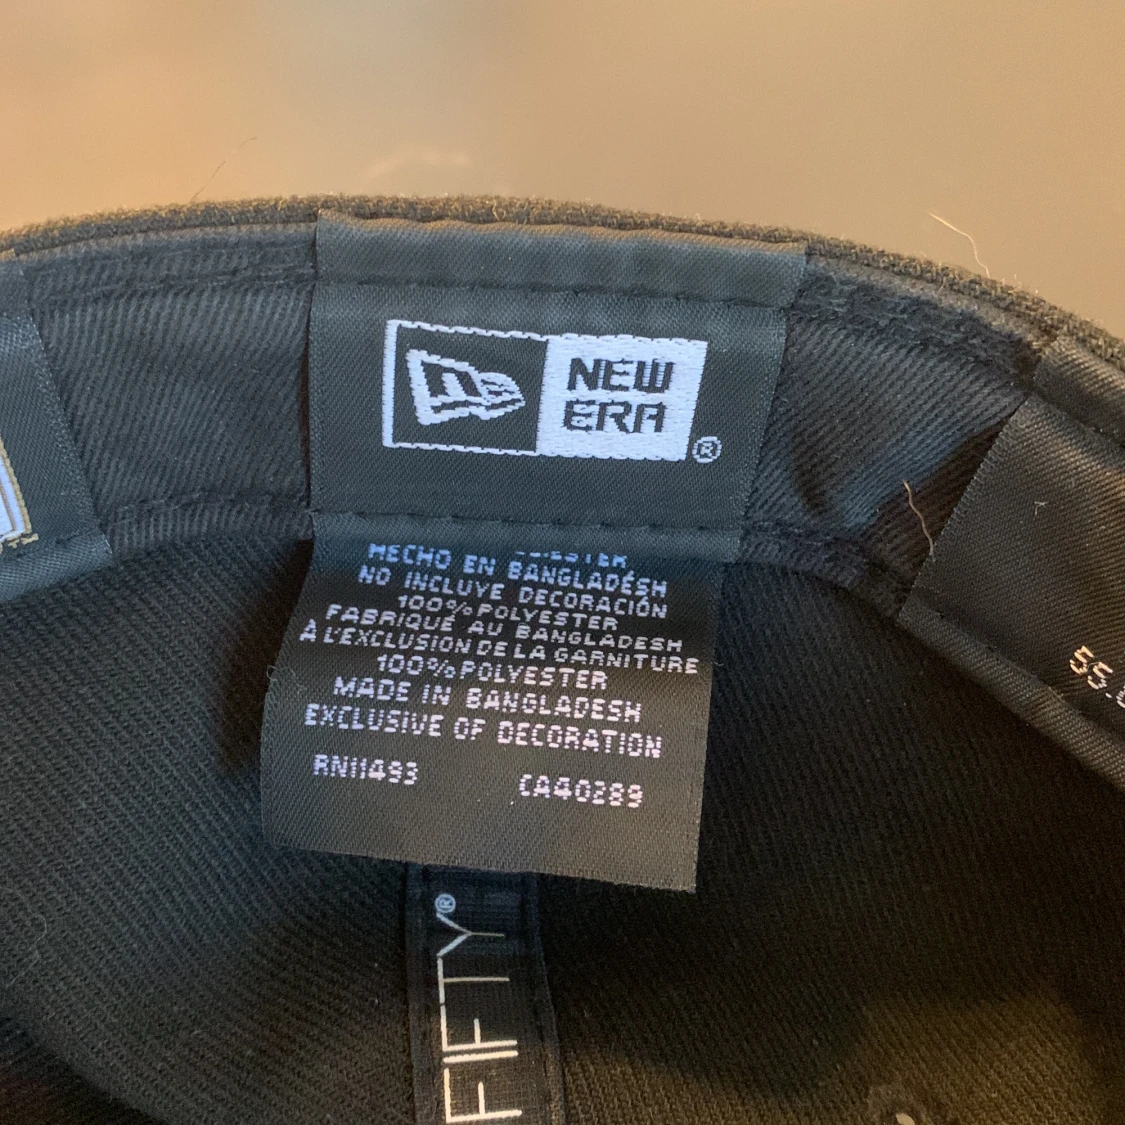 NEW
ERA®
HECHO EN BANGLADÉSH
NO INCLUYE DECORACIÓN
100% POLYESTER
FABRIQUÉ AU BANGLADESH
À L'EXCLUSION DE LA GARNITURE
100% POLYESTER
MADE IN BANGLADESH
EXCLUSIVE OF DECORATION
RN11493 CA40289
FIFTY®